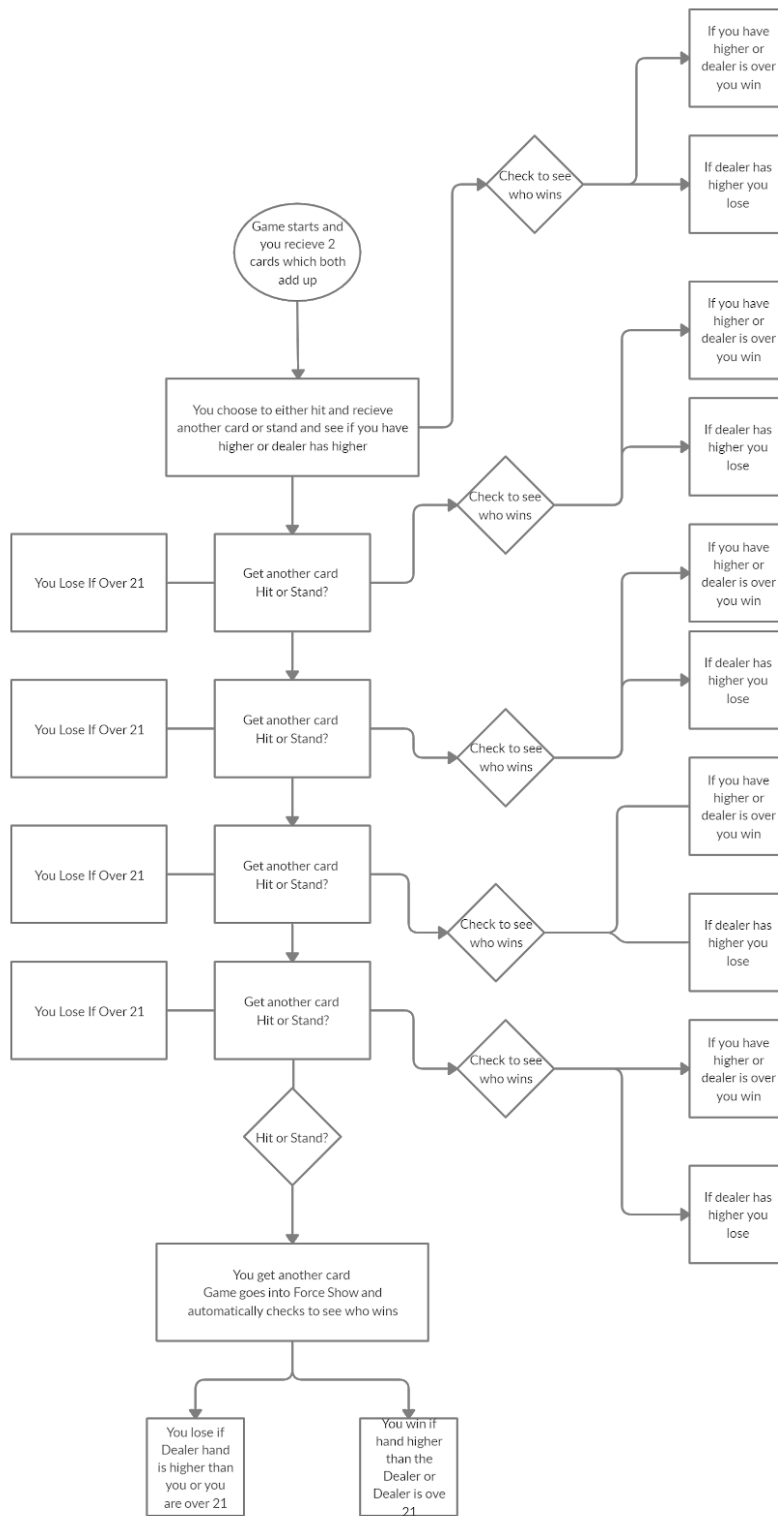 If you have
higher or
dealer is over
you win
Check to see
who wins
If dealer has
higher you
lose
Game starts and
you recieve 2
cards which both
add up
If you have
higher or
dealer is over
you win
You choose to either hit and recieve
another card or stand and see if you have
higher or dealer has higher
If dealer has
higher you
lose
Check to see
who wins
If you have
higher or
dealer is over
you win
You Lose If Over 21
Get another card
Hit or Stand?
If dealer has
higher you
lose
You Lose If Over 21
Get another card
Hit or Stand?
Check to see
who wins
If you have
higher or
dealer is over
you win
You Lose If Over 21
Get another card
Hit or Stand?
Check to see
who wins
If dealer has
higher you
lose
You Lose If Over 21
Get another card
Hit or Stand?
Check to see
who wins
If you have
higher or
dealer is over
you win
Hit or Stand?
If dealer has
higher you
lose
You get another card
Game goes into Force Show and
automatically checks to see who wins
You lose if
Dealer hand
is higher than
you or you
are over 21
You win if
hand higher
than the
Dealer or
Dealer is ove
21